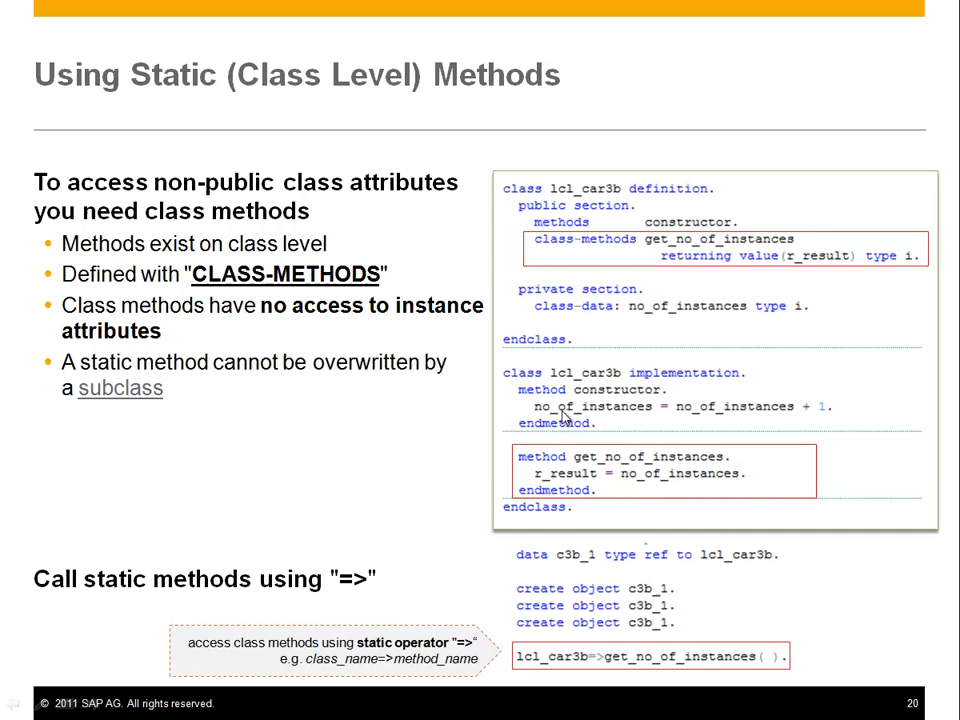 Using Static (Class Level) Methods
To access non-public class attributes
you need class methods
• Methods exist on class level
• Defined with "CLASS-METHODS"
• Class methods have no access to instance
attributes
• A static method cannot be overwritten by
a subclass
class lcl_car3b definition.
public section.
methods constructor.
class-methods get_no_of_instances
returning value(r_result) type i.
private section.
class-data: no_of_instances type i.
endclass.
class lcl_car3b implementation.
method constructor.
no_of_instances = no_of_instances + 1.
endmethod.
method get_no_of_instances.
r_result = no_of_instances.
endmethod.
endclass.
data c3b_1 type ref to lcl_car3b.
create object c3b_1.
create object c3b_1.
create object c3b_1.
lcl_car3b=>get_no_of_instances( ).
Call static methods using "=>"
access class methods using static operator "=>“
e.g. class_name=>method_name
© 2011 SAP AG. All rights reserved.
20